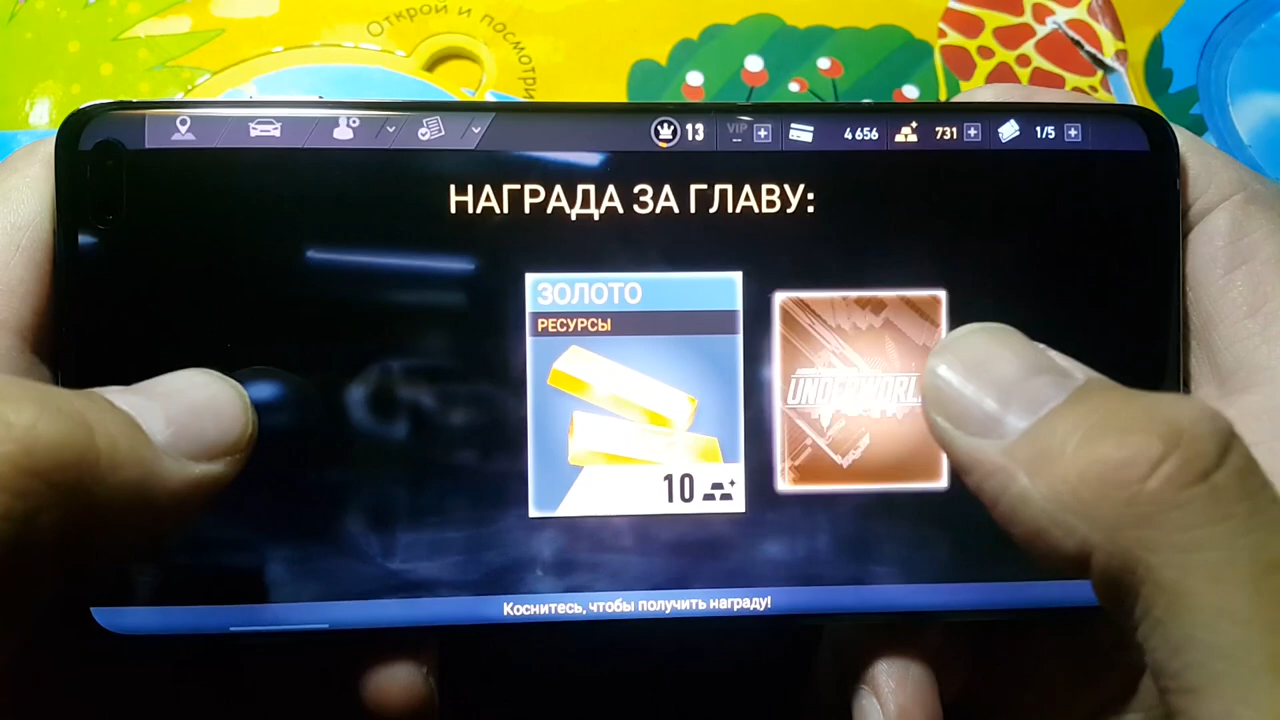 Открой и посмотри
13
VIP
4 656
731
1/5
НАГРАДА ЗА ГЛАВУ:
ЗОЛОТО
РЕСУРСЫ
10
Коснитесь, чтобы получить награду!